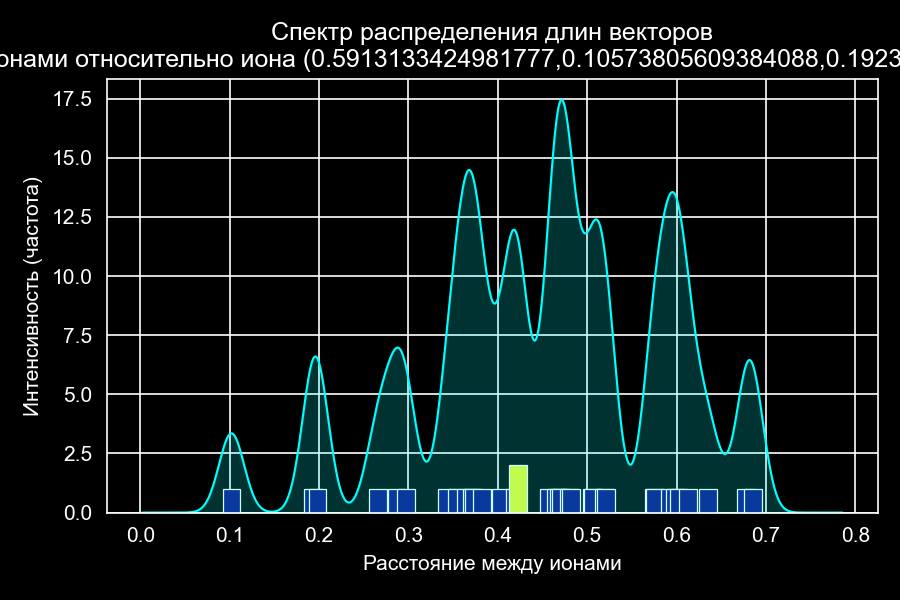 Спектр распределения длин векторов
онами относительно иона (0.5913133424981777,0.10573805609384088,0.1923
Интенсивность (частота)
17.5
15.0
12.5
10.0
7.5
5.0
2.5
0.0
0.0 0.1 0.2 0.3 0.4 0.5 0.6 0.7 0.8
Расстояние между ионами